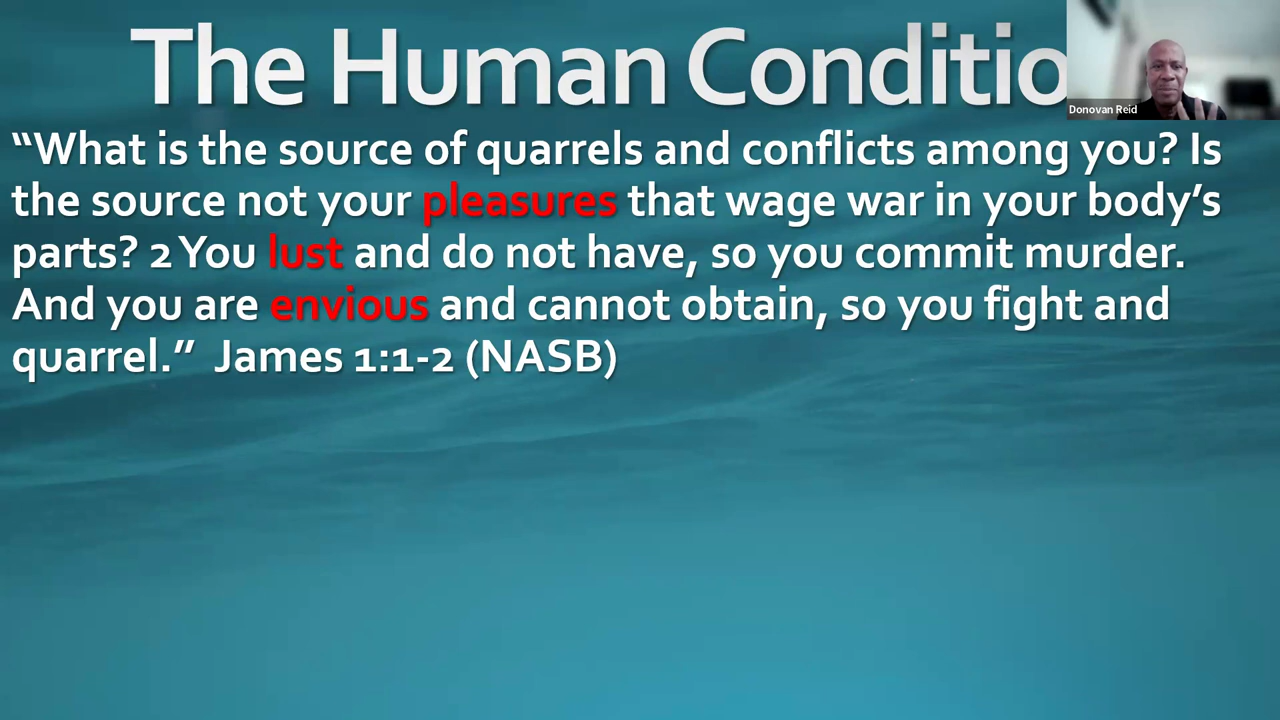 The Human Conditio
Donovan Reid
“What is the source of quarrels and conflicts among you? Is
the source not your pleasures that wage war in your body’s
parts? 2 You lust and do not have, so you commit murder.
And you are envious and cannot obtain, so you fight and
quarrel.” James 1:1-2 (NASB)